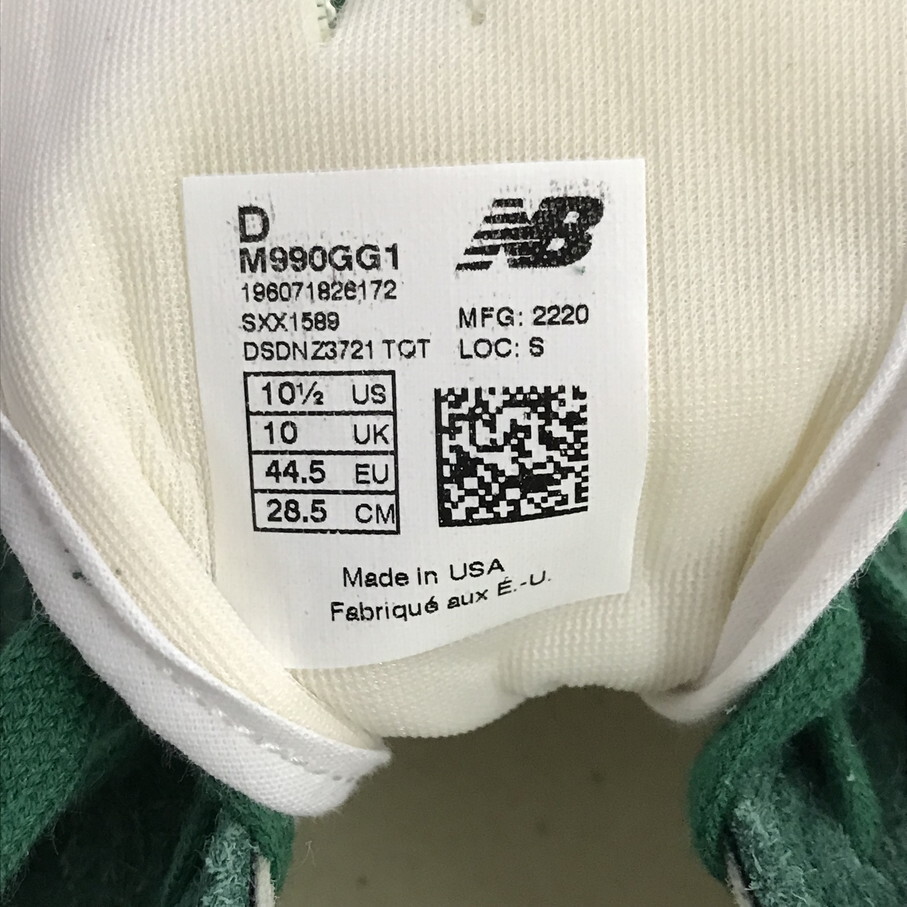 D
M990GG1
196071826172
SXX1589
DSDNZ3721 TGT
NB
MFG: 2220
LOC: S
10½ US
10 UK
44.5 EU
28.5 CM
Made in USA
Fabriqué aux É.-U.